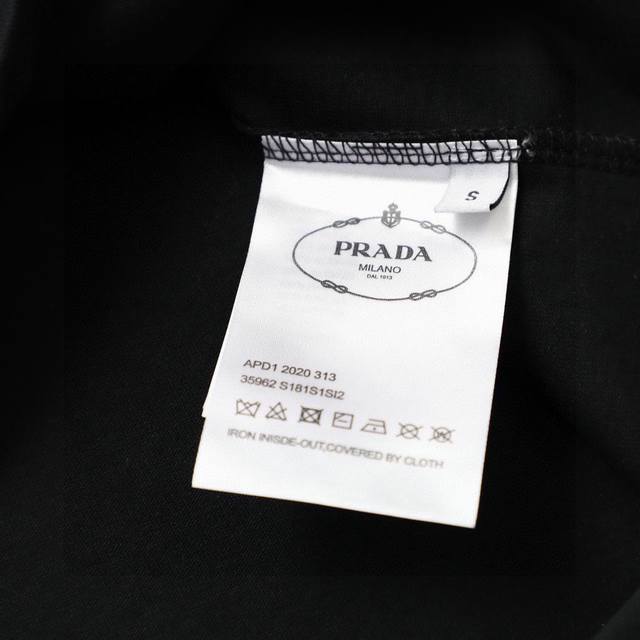 S
PRADA
MILANO
DAL 1913
APD1 2020 313
35962 S181S1SI2
IRON INISDE-OUT,COVERED BY CLOTH